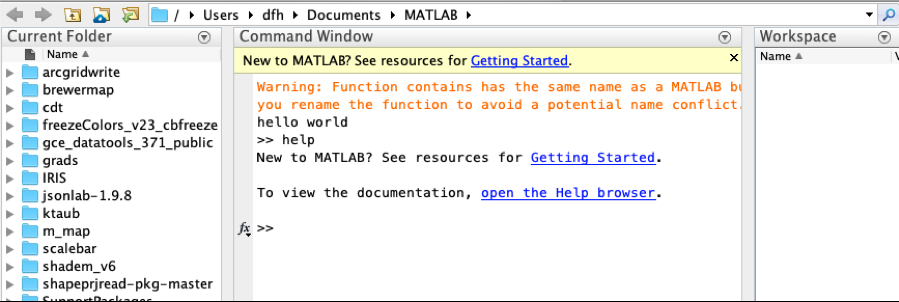 / Users dfh Documents MATLAB
Current Folder
Name
arcgridwrite
brewermap
cdt
freezeColors_v23_cbfreeze
gce_datatools_371_public
grads
IRIS
jsonlab-1.9.8
ktaub
m_map
scalebar
shadem_v6
shapeprjread-pkg-master
SupportPackages
Command Window
New to MATLAB? See resources for Getting Started.
Warning: Function contains has the same name as a MATLAB bu
you rename the function to avoid a potential name conflict.
hello world
>> help
New to MATLAB? See resources for Getting Started.
To view the documentation, open the Help browser.
fx >>
Workspace
Name V